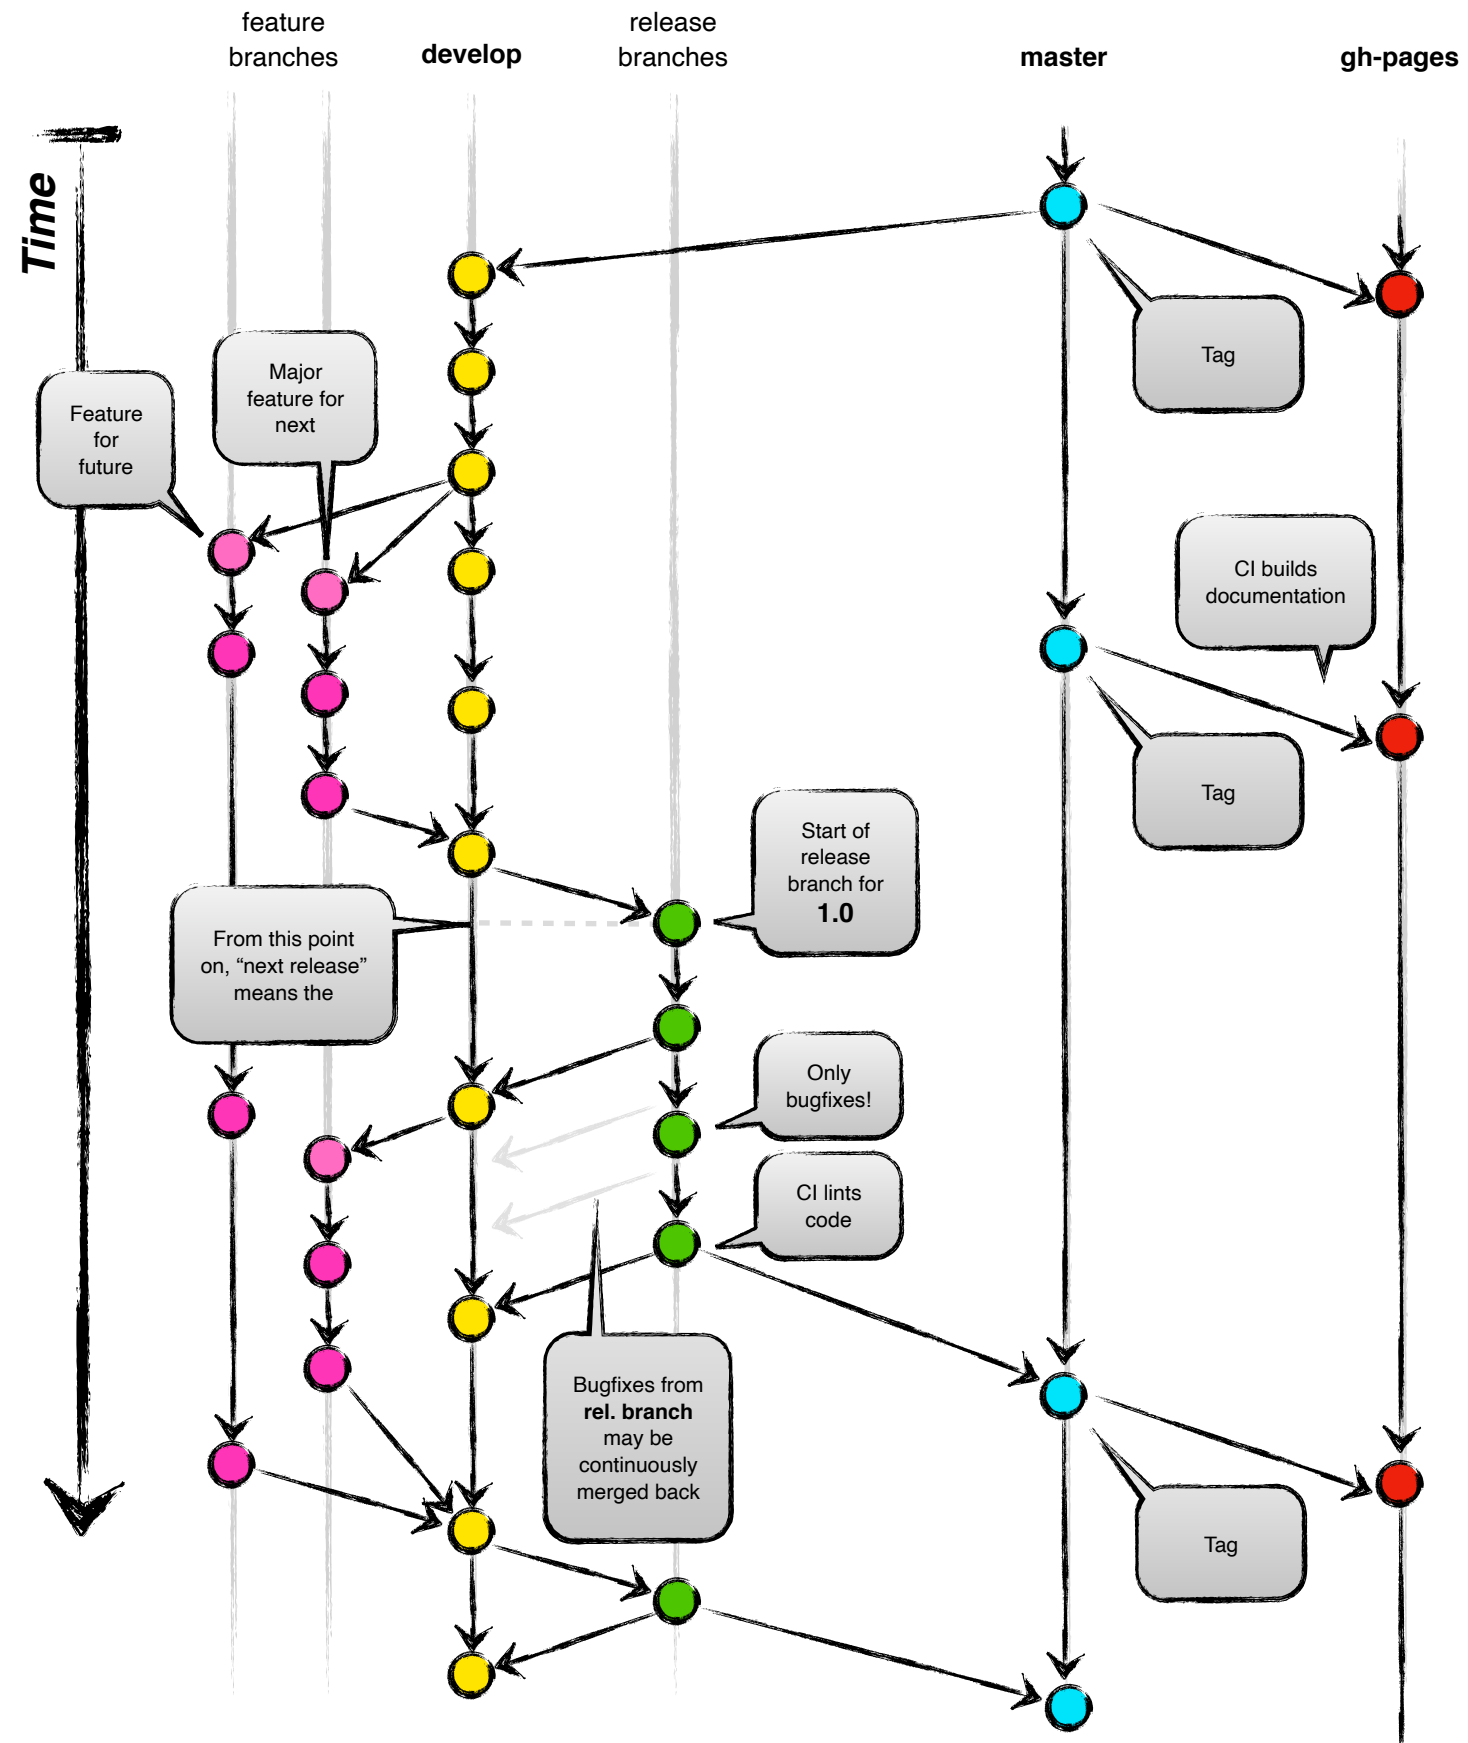 feature
branches
develop
release
branches
master
gh-pages
Time
Tag
Major
feature for
next
Feature
for
future
CI builds
documentation
Tag
Start of
release
branch for
1.0
From this point
on, “next release”
means the
Only
bugfixes!
CI lints
code
Bugfixes from
rel. branch
may be
continuously
merged back
Tag